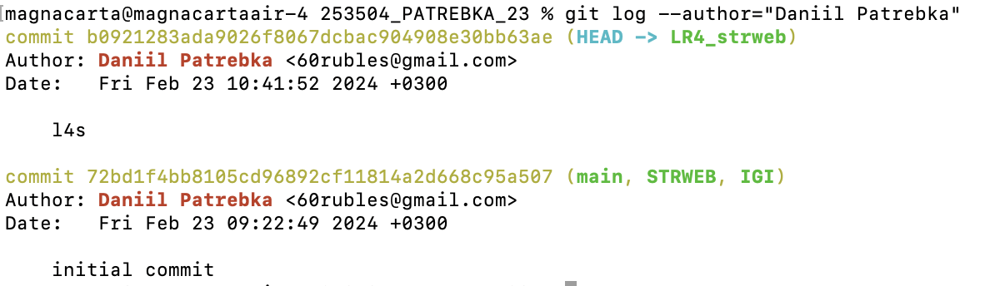 magnacarta@magnacartaair-4 253504_PATREBKA_23 % git log --author="Daniil Patrebka"
commit b0921283ada9026f8067dcbac904908e30bb63ae (HEAD -> LR4_strweb)
Author: Daniil Patrebka <60rubles@gmail.com>
Date:   Fri Feb 23 10:41:52 2024 +0300
l4s
commit 72bd1f4bb8105cd96892cf11814a2d668c95a507 (main, STRWEB, IGI)
Author: Daniil Patrebka <60rubles@gmail.com>
Date:   Fri Feb 23 09:22:49 2024 +0300
initial commit